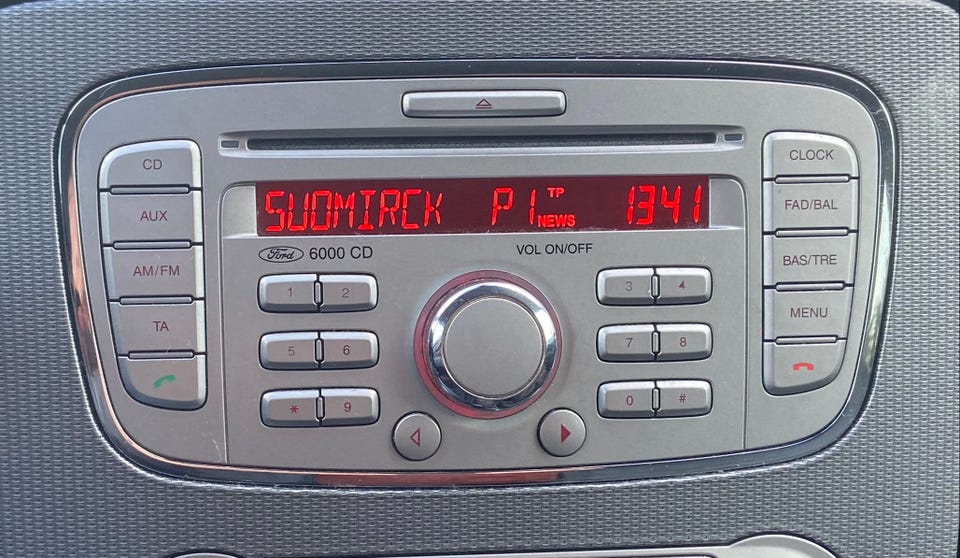 CD
AUX
AM/FM
TA
SUOMIRCK P1 TP NEWS 1341
Ford 6000 CD
VOL ON/OFF
1 2
3 4
5 6
7 8
* 9
0 #
CLOCK
FAD/BAL
BAS/TRE
MENU